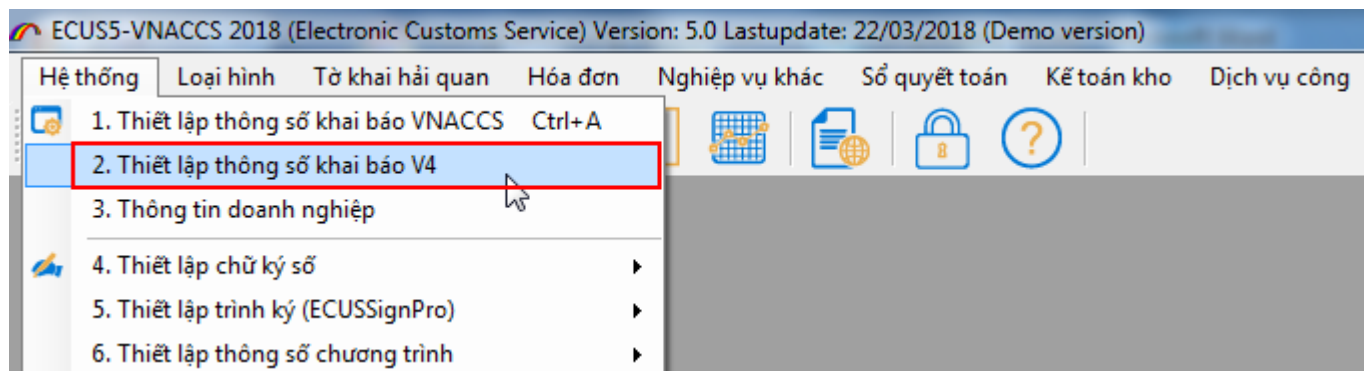 ECUS5-VNACCS 2018 (Electronic Customs Service) Version: 5.0 Lastupdate: 22/03/2018 (Demo version)
Hệ thống Loại hình Tờ khai hải quan Hóa đơn Nghiệp vụ khác Sổ quyết toán Kế toán kho Dịch vụ công
1. Thiết lập thông số khai báo VNACCS Ctrl+A
2. Thiết lập thông số khai báo V4
3. Thông tin doanh nghiệp
4. Thiết lập chữ ký số
5. Thiết lập trình ký (ECUSSignPro)
6. Thiết lập thông số chương trình